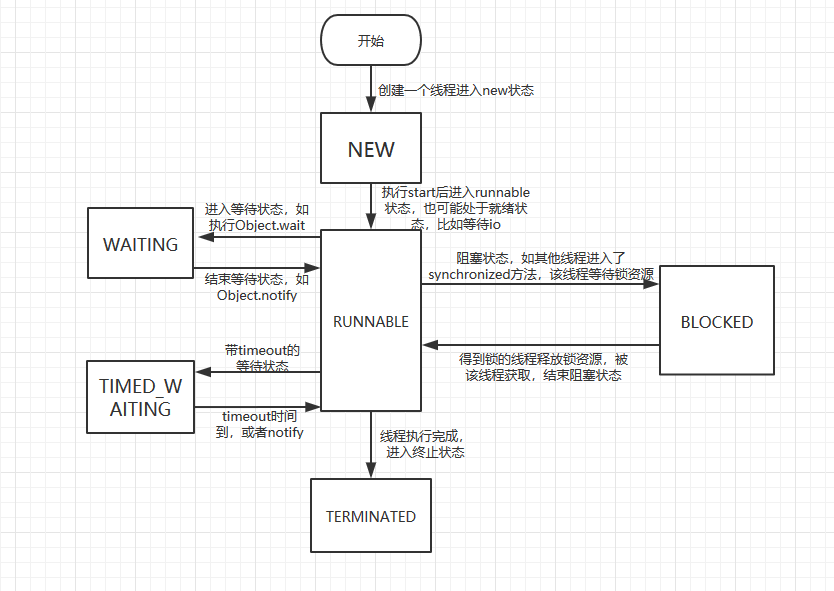 开始
创建一个线程进入new状态
NEW
执行start后进入runnable
状态，也可能处于就绪状
态，比如等待io
进入等待状态，如
执行Object.wait
WAITING
结束等待状态，如
Object.notify
阻塞状态，如其他线程进入了
synchronized方法，该线程等待锁资源
RUNNABLE
BLOCKED
带timeout的
等待状态
得到锁的线程释放锁资源，被
该线程获取，结束阻塞状态
TIMED_W
AITING
timeout时间
到，或者notify
线程执行完成，
进入终止状态
TERMINATED